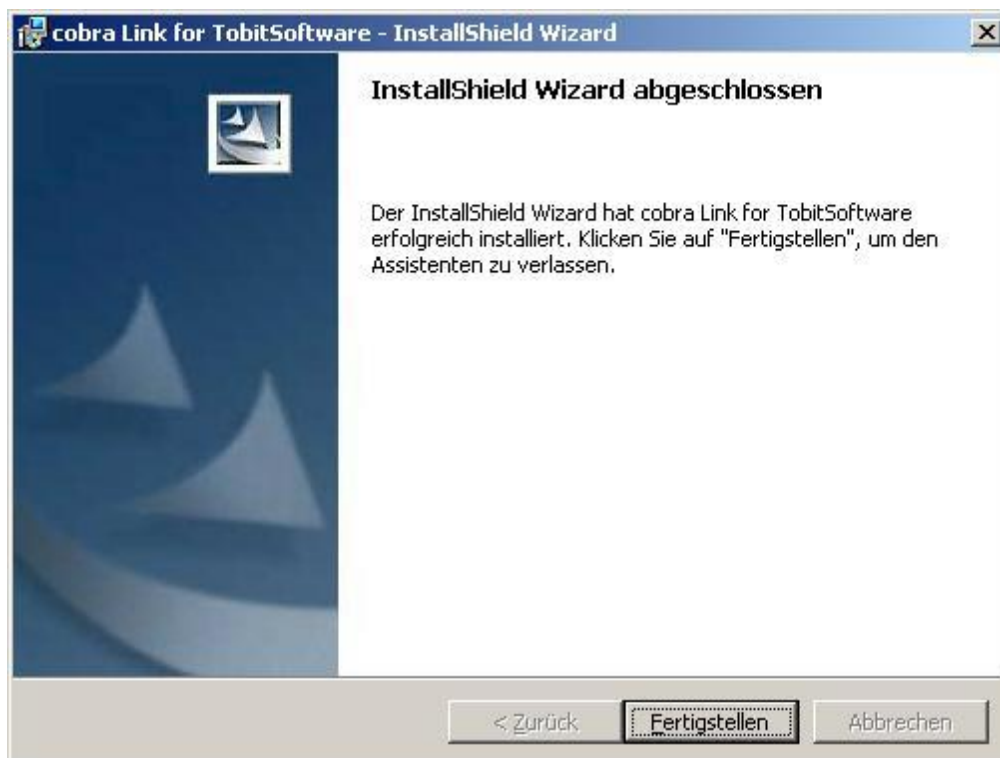 cobra Link for TobitSoftware - InstallShield Wizard
InstallShield Wizard abgeschlossen
Der InstallShield Wizard hat cobra Link for TobitSoftware
erfolgreich installiert. Klicken Sie auf "Fertigstellen", um den
Assistenten zu verlassen.
< Zurück
Fertigstellen
Abbrechen